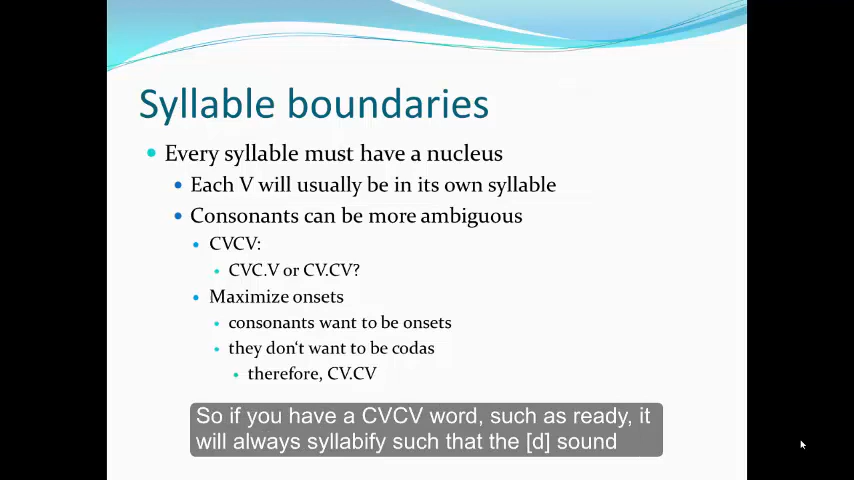 Syllable boundaries
Every syllable must have a nucleus
Each V will usually be in its own syllable
Consonants can be more ambiguous
CVCV:
CVC.V or CV.CV?
Maximize onsets
consonants want to be onsets
they don't want to be codas
therefore, CV.CV
So if you have a CVCV word, such as ready, it
will always syllabify such that the [d] sound